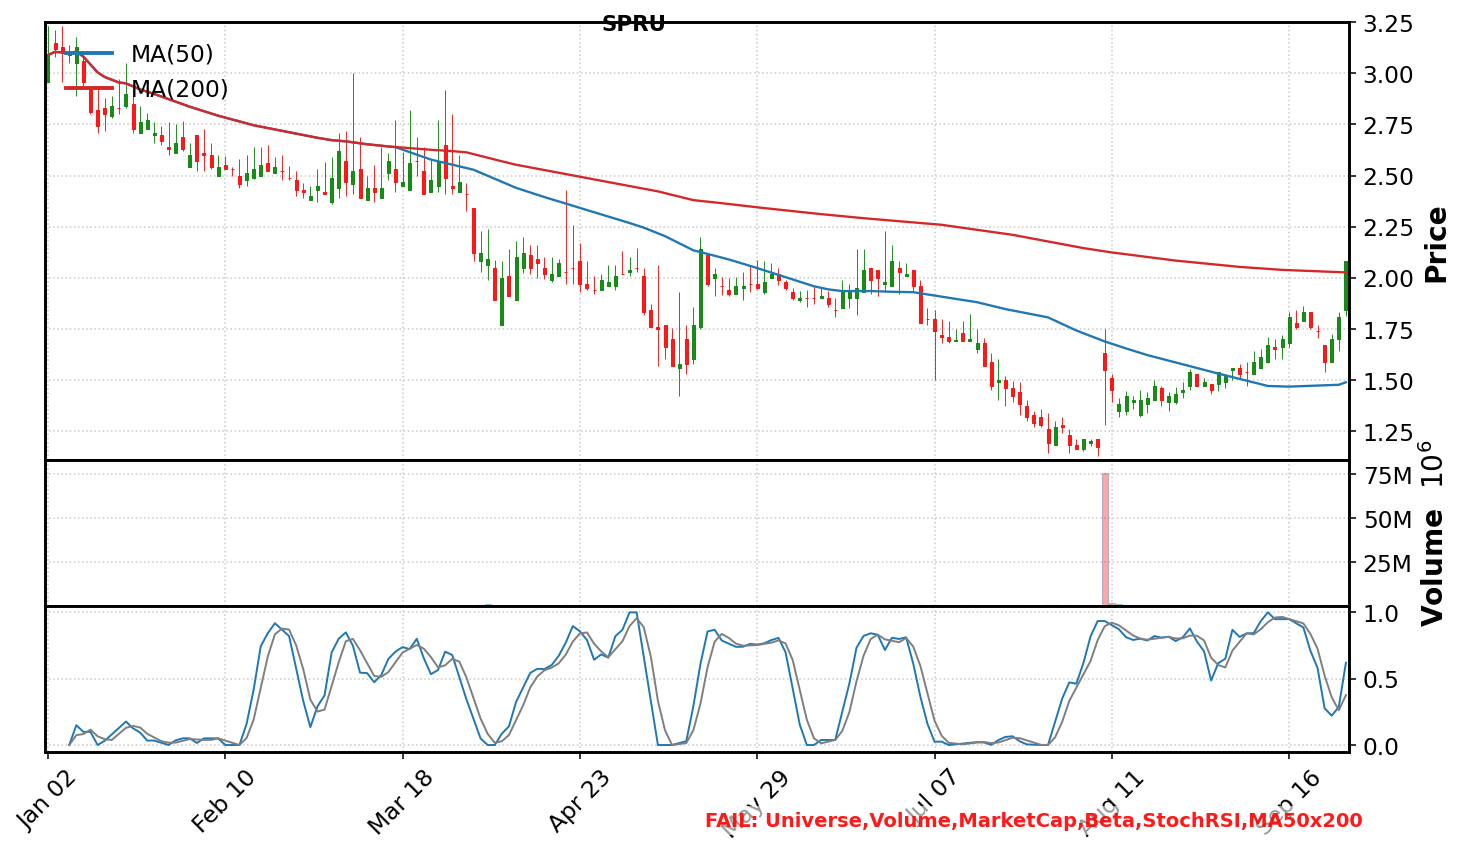 SPRU
MA(50)
MA(200)
3.25
3.00
2.75
2.50
2.25
2.00
1.75
1.50
1.25
Price
75M
50M
25M
Volume 10⁶
1.0
0.5
0.0
Jan 02
Feb 10
Mar 18
Apr 23
May 29
Jul 07
Aug 11
Sep 16
FAIL: Universe,Volume,MarketCap,Beta,StochRSI,MA50x200